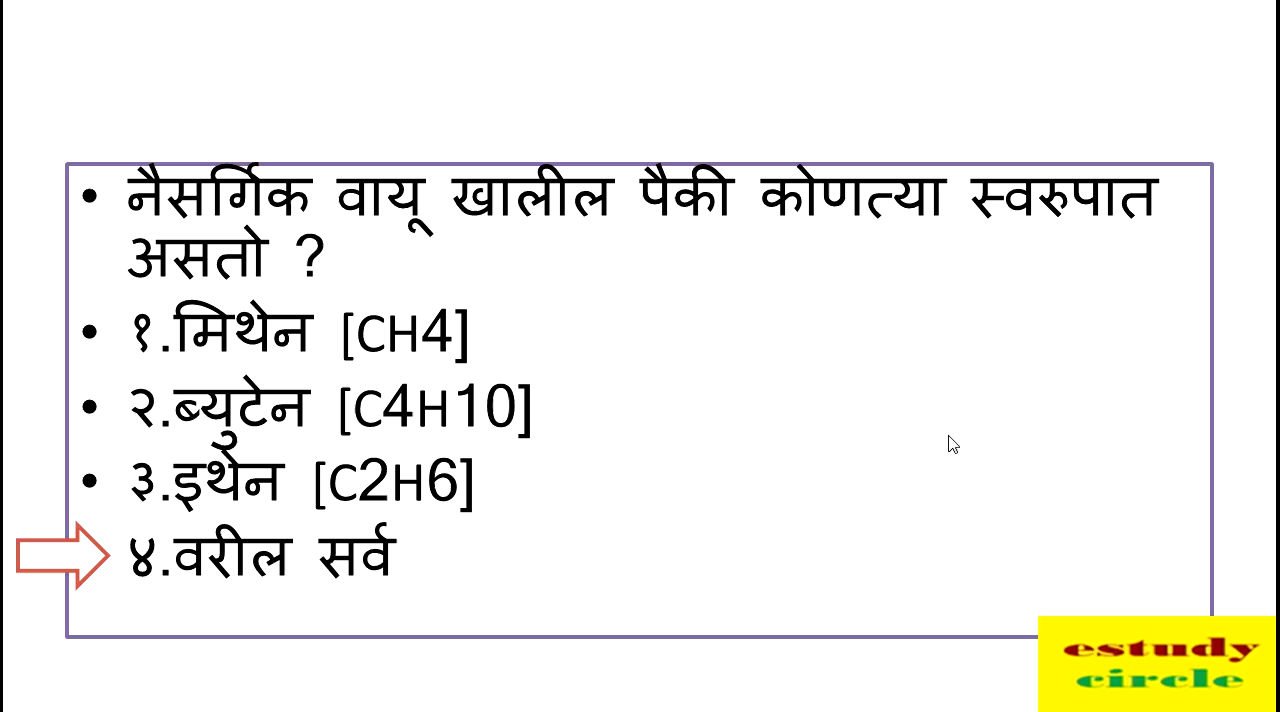 • नैसर्गिक वायू खालील पैकी कोणत्या स्वरुपात
असतो ?
• १.मिथेन [CH4]
• २.ब्युटेन [C4H10]
• ३.इथेन [C2H6]
४.वरील सर्व
estudy
circle